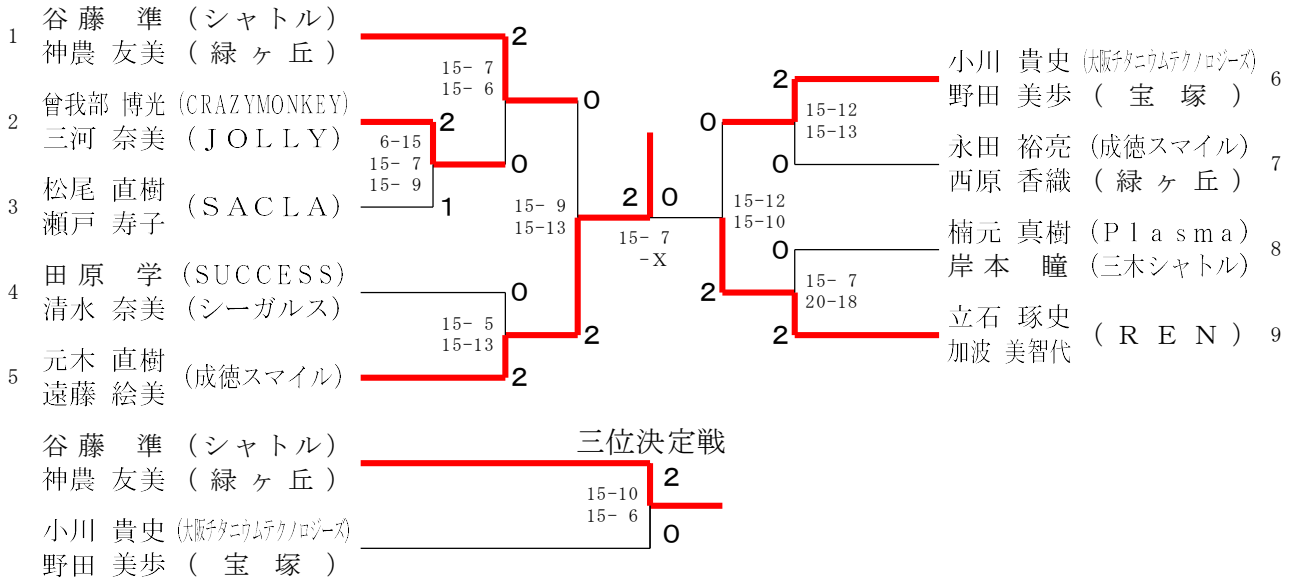 1 谷藤 準 (シャトル)
神農 友美 (緑ヶ丘)
2 曾我部 博光 (CRAZYMONKEY)
三河 奈美 (JOLLY)
3 松尾 直樹
瀬戸 寿子 (SACLA)
4 田原 学 (SUCCESS)
清水 奈美 (シーガルス)
5 元木 直樹
遠藤 絵美 (成徳スマイル)
2
15- 7
15- 6
0
2
6-15
15- 7
15- 9
0
1
15- 9
15-13
0
15- 5
15-13
2
2
2 0
15- 7
-X
0
2
15-12
15-10
2
15-12
15-13
0
0
15- 7
20-18
2
小川 貴史 (大阪チタニウムテクノロジーズ) 6
野田 美歩 (宝塚)
永田 裕亮 (成徳スマイル) 7
西原 香織 (緑ヶ丘)
楠元 真樹 (Plasma) 8
岸本 瞳 (三木シャトル)
立石 琢史
加波 美智代 (REN) 9
三位決定戦
谷藤 準 (シャトル)
神農 友美 (緑ヶ丘)
小川 貴史 (大阪チタニウムテクノロジーズ)
野田 美歩 (宝塚)
2
15-10
15- 6
0